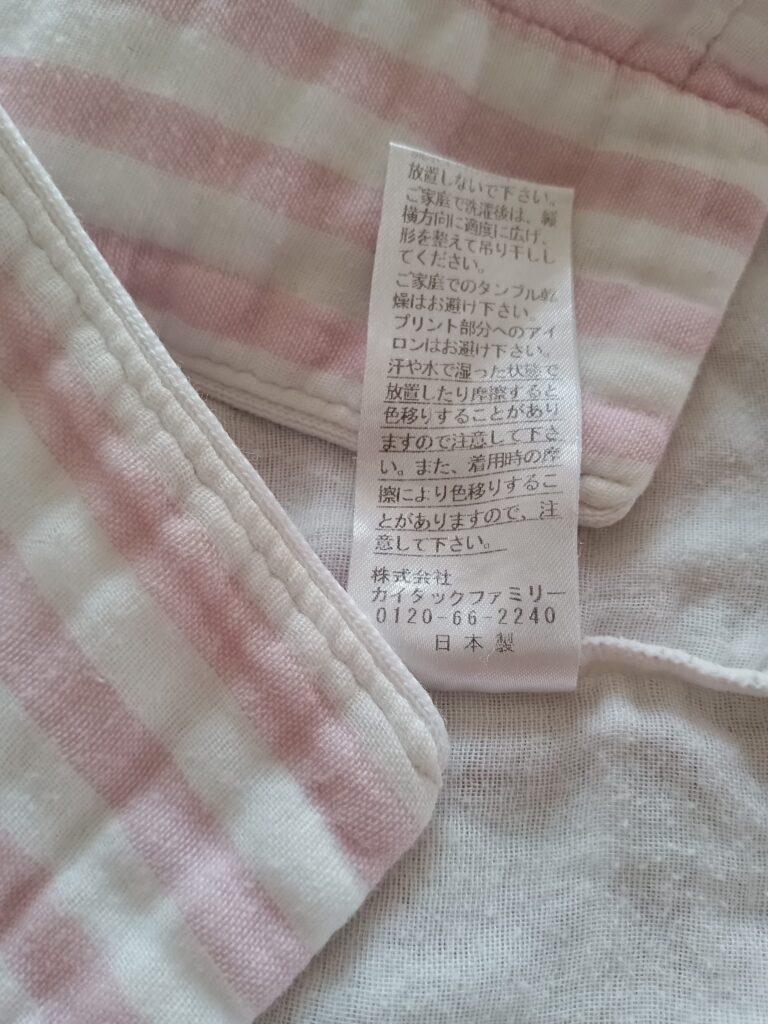 放置しないで下さい。
ご家庭で洗濯後は、縦
横方向に適度に広げ、
形を整えて吊り干しし
てください。
ご家庭でのタンブル乾
燥はお避け下さい。
プリント部分へのアイ
ロンはお避け下さい。
汗や水で湿った状態で
放置したり摩擦すると
色移りすることがあり
ますので注意して下さ
い。また、着用時の摩
擦により色移りするこ
とがありますので、注
意して下さい。
株式会社
カイタックファミリー
0120-66-2240
日本製